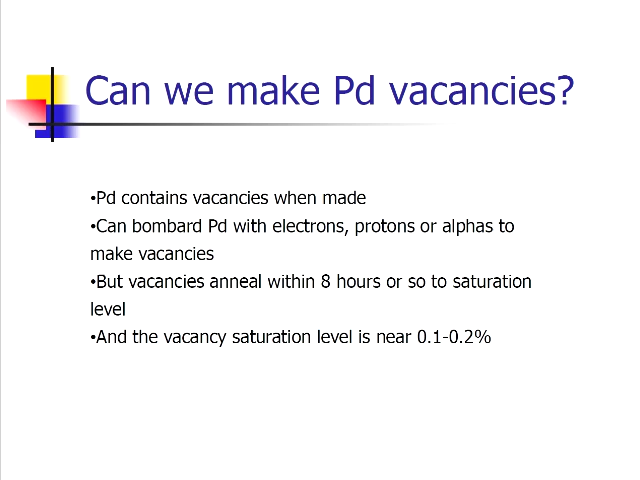 Can we make Pd vacancies?
•Pd contains vacancies when made
•Can bombard Pd with electrons, protons or alphas to
make vacancies
•But vacancies anneal within 8 hours or so to saturation
level
•And the vacancy saturation level is near 0.1-0.2%